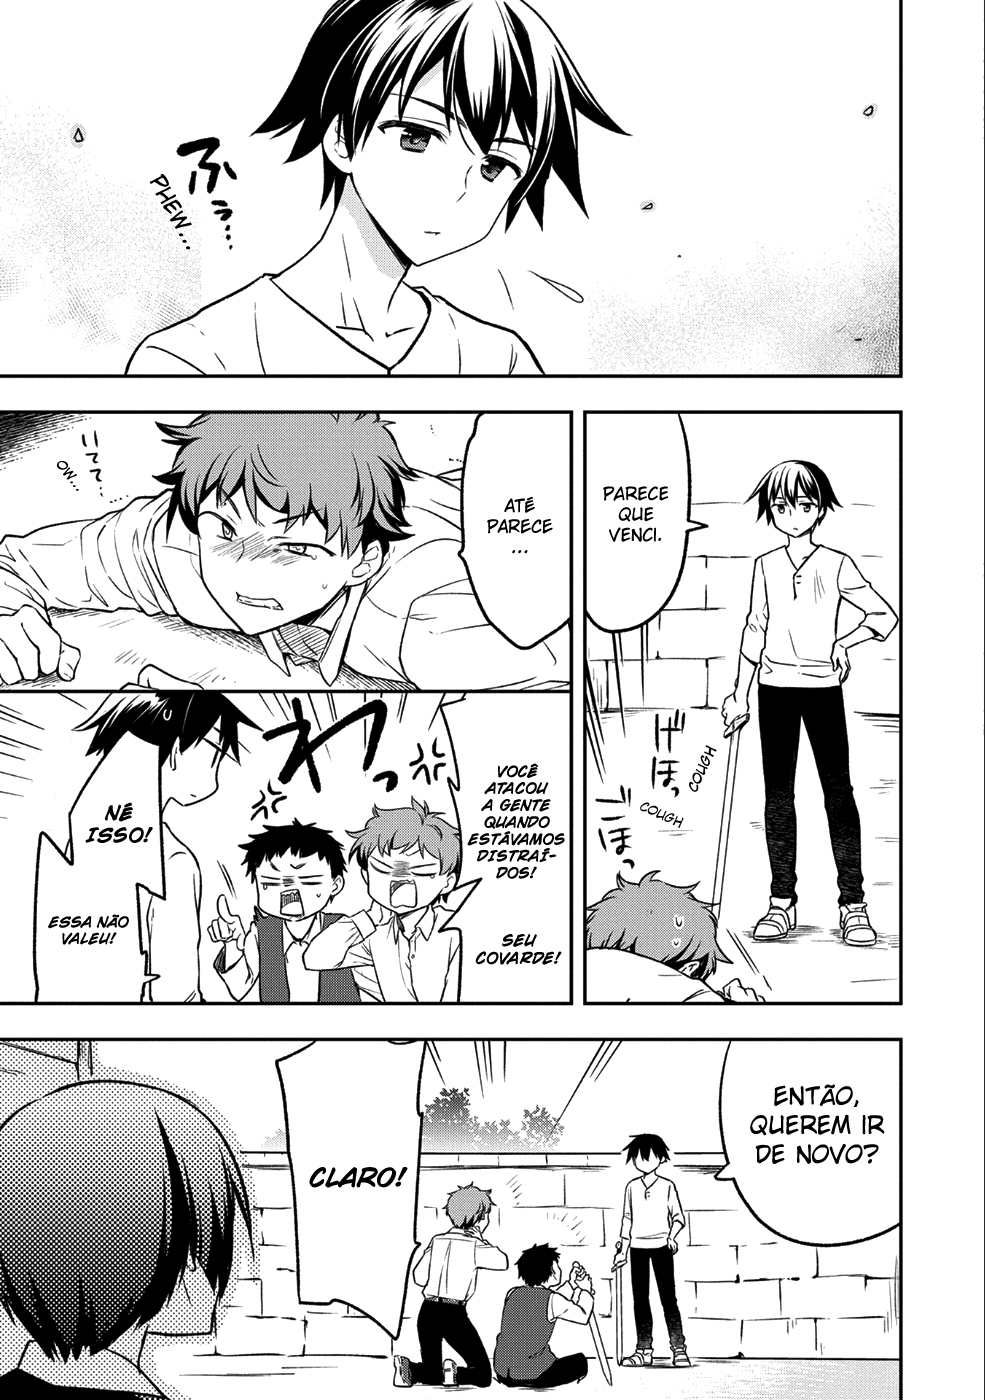 ふぅ…
PHEW...
PARECE
QUE
VENCI.
げほっ
COUGH
ごほっ…
COUGH
ATÉ
PARECE
...
いてて…
OW...
VOCÊ
ATACOU
A GENTE
QUANDO
ESTÁVAMOS
DISTRAÍ-
DOS!
SEU
COVARDE!
わっ
NÉ
ISSO!
ESSA NÃO
VALEU!
ENTÃO,
QUEREM IR
DE NOVO?
CLARO!